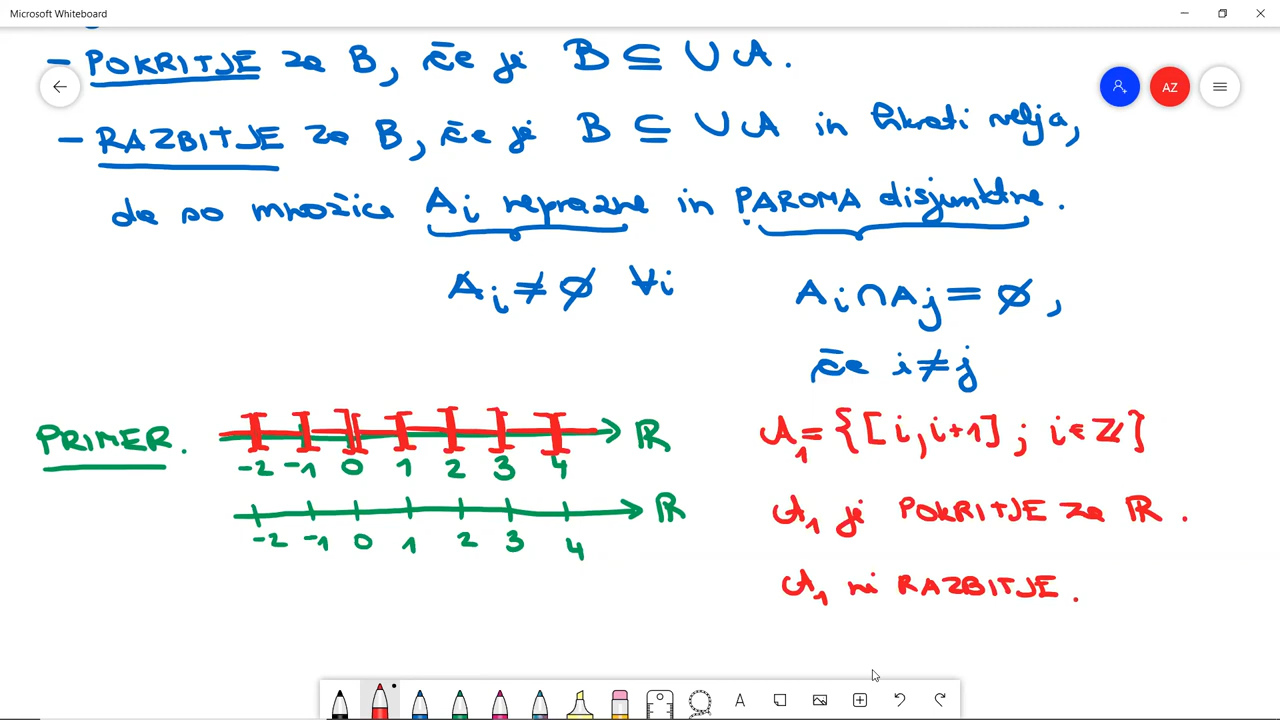 Microsoft Whiteboard
- POKRITJE za B, če je B ⊆ ∪ A.
- RAZBITJE za B, če je B ⊆ ∪ A in hkrati velja,
da so množice Ai neprazne in PAROMA disjunktne.
Ai ≠ ∅ ∀i Ai ∩ Aj = ∅,
če i ≠ j
PRIMER. ℝ A1 = {[i, i+1] ; i ∈ ℤ}
-2 -1 0 1 2 3 4
ℝ A1 je POKRITJE za ℝ.
-2 -1 0 1 2 3 4
A1 ni RAZBITJE.
AZ
A